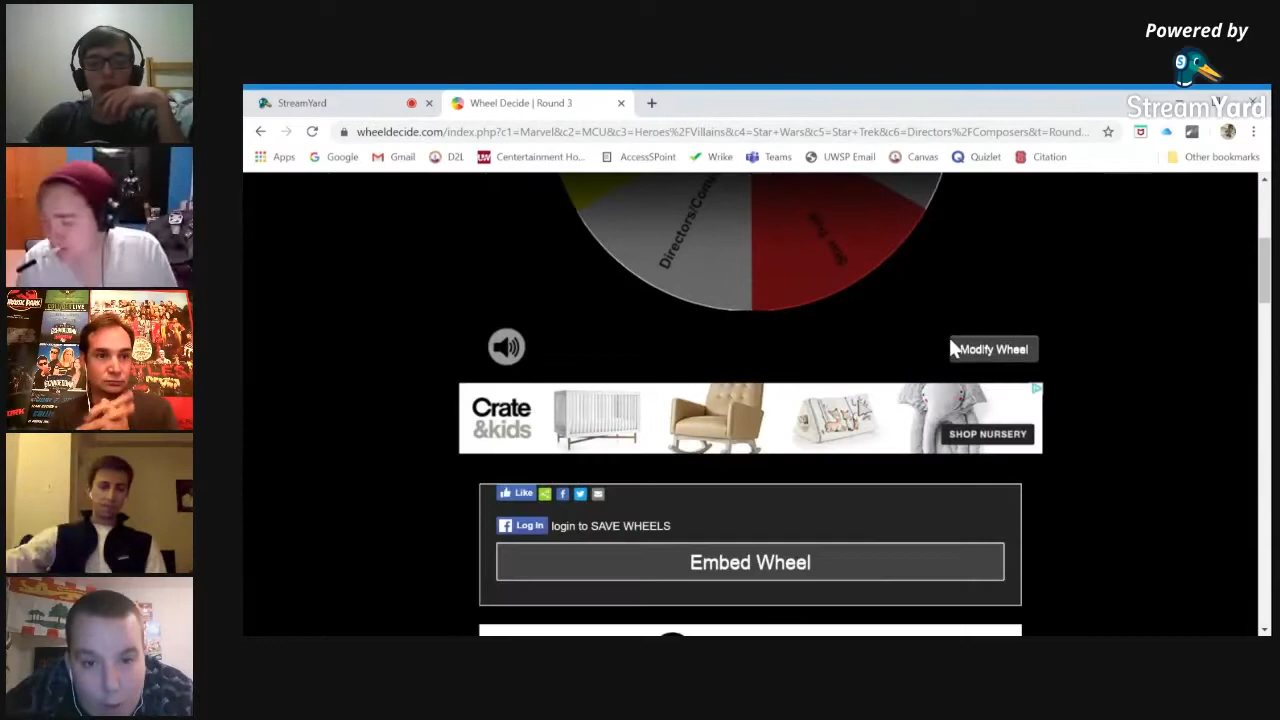 Powered by
StreamYard
StreamYard
Wheel Decide | Round 3
wheeldecide.com/index.php?c1=Marvel&c2=MCU&c3=Heroes%2FVillains&c4=Star+Wars&c5=Star+Trek&c6=Directors%2FComposers&t=Round...
Apps Google Gmail D2L Centertainment Ho... AccessSPoint Wrike Teams UWSP Email Canvas Quizlet Citation Other bookmarks
Directors/Com
Modify Wheel
Crate
&kids
SHOP NURSERY
Like
Log In login to SAVE WHEELS
Embed Wheel